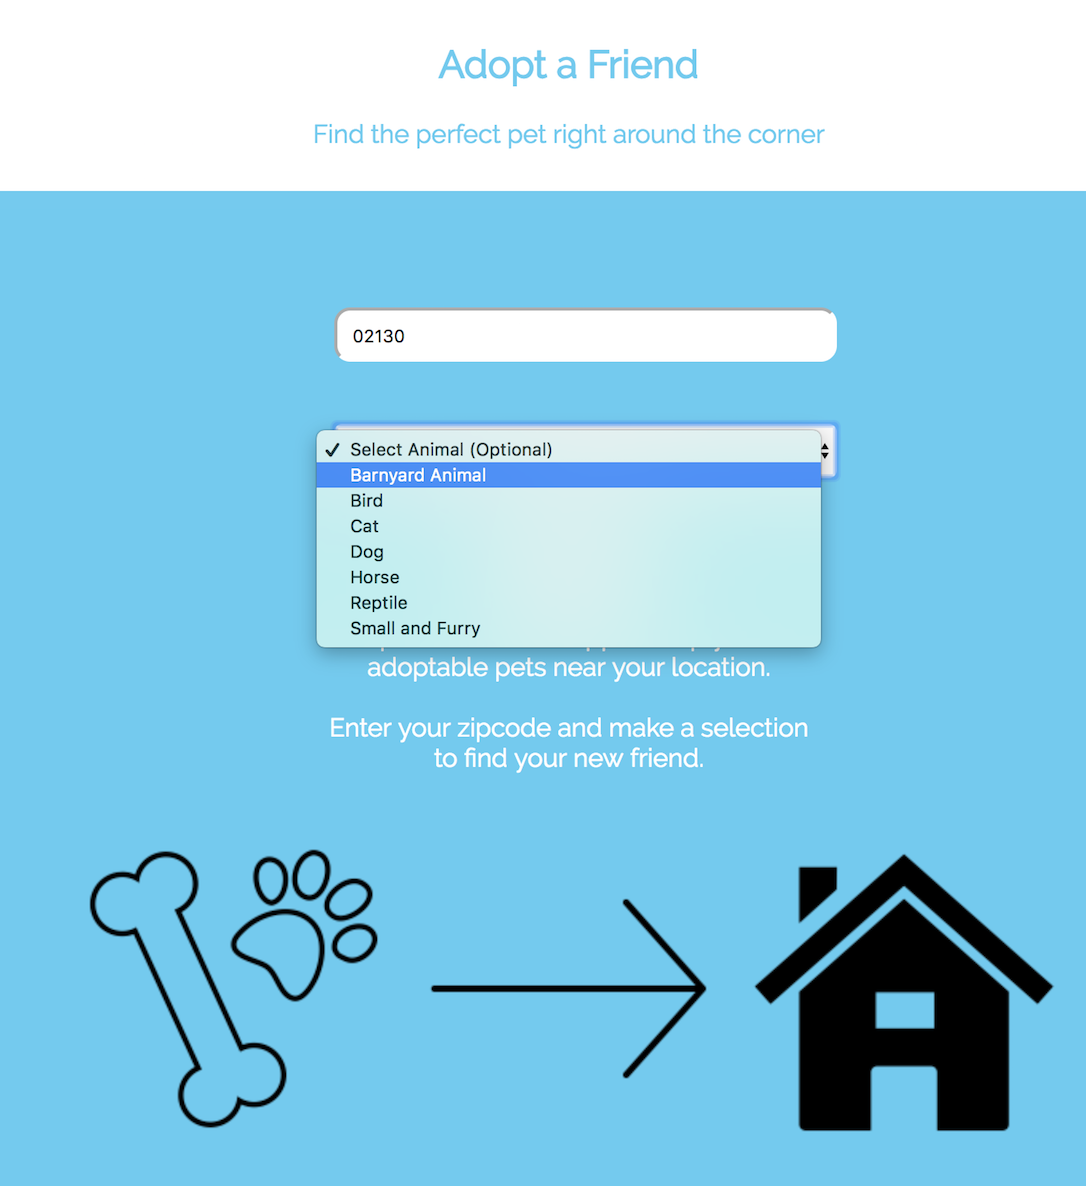 Adopt a Friend
Find the perfect pet right around the corner
02130
✓ Select Animal (Optional)
Barnyard Animal
Bird
Cat
Dog
Horse
Reptile
Small and Furry
adoptable pets near your location.
Enter your zipcode and make a selection
to find your new friend.